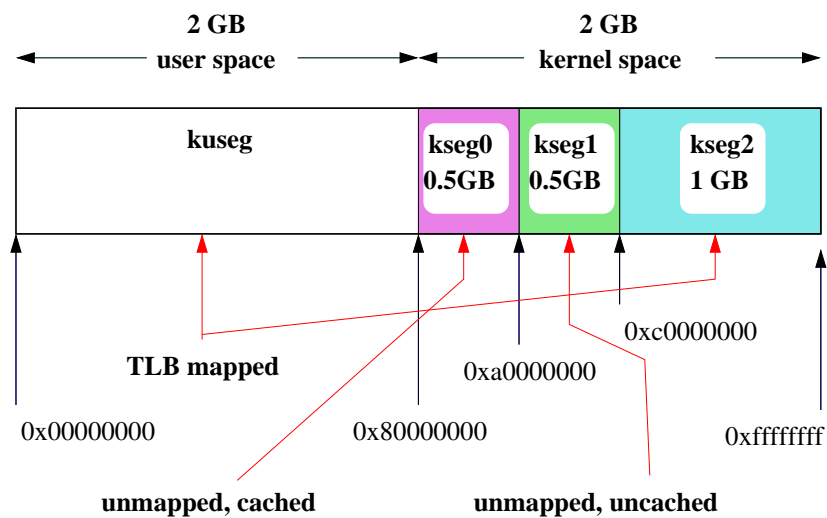 2 GB
user space
2 GB
kernel space
kuseg
kseg0
0.5GB
kseg1
0.5GB
kseg2
1 GB
TLB mapped
0xc0000000
0xa0000000
0x00000000
0x80000000
0xffffffff
unmapped, cached
unmapped, uncached